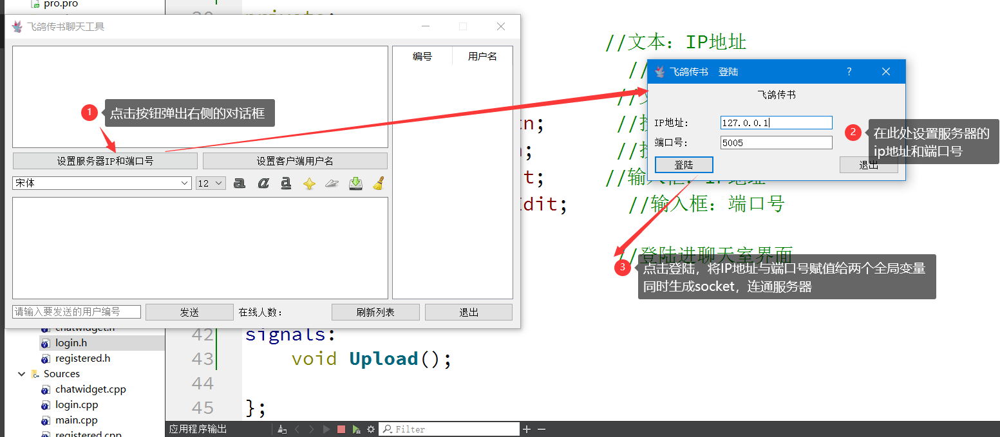 pro.pro
飞鸽传书聊天工具
编号 用户名
1 点击按钮弹出右侧的对话框
设置服务器IP和端口号 设置客户端用户名
宋体 12
请输入要发送的用户编号 发送 在线人数： 刷新列表 退出
//文本：IP地址
飞鸽传书 登陆
飞鸽传书
IP地址： 127.0.0.1
端口号： 5005
登陆 退出
2 在此处设置服务器的
ip地址和端口号
//输入框：IP地址
//输入框：端口号
//登陆进聊天室界面
3 点击登陆，将IP地址与端口号赋值给两个全局变量
同时生成socket，连通服务器
chatwidget.h
login.h
registered.h
Sources
chatwidget.cpp
login.cpp
main.cpp
registered.cpp
42 signals:
43 void Upload();
44
45 };
应用程序输出 Filter